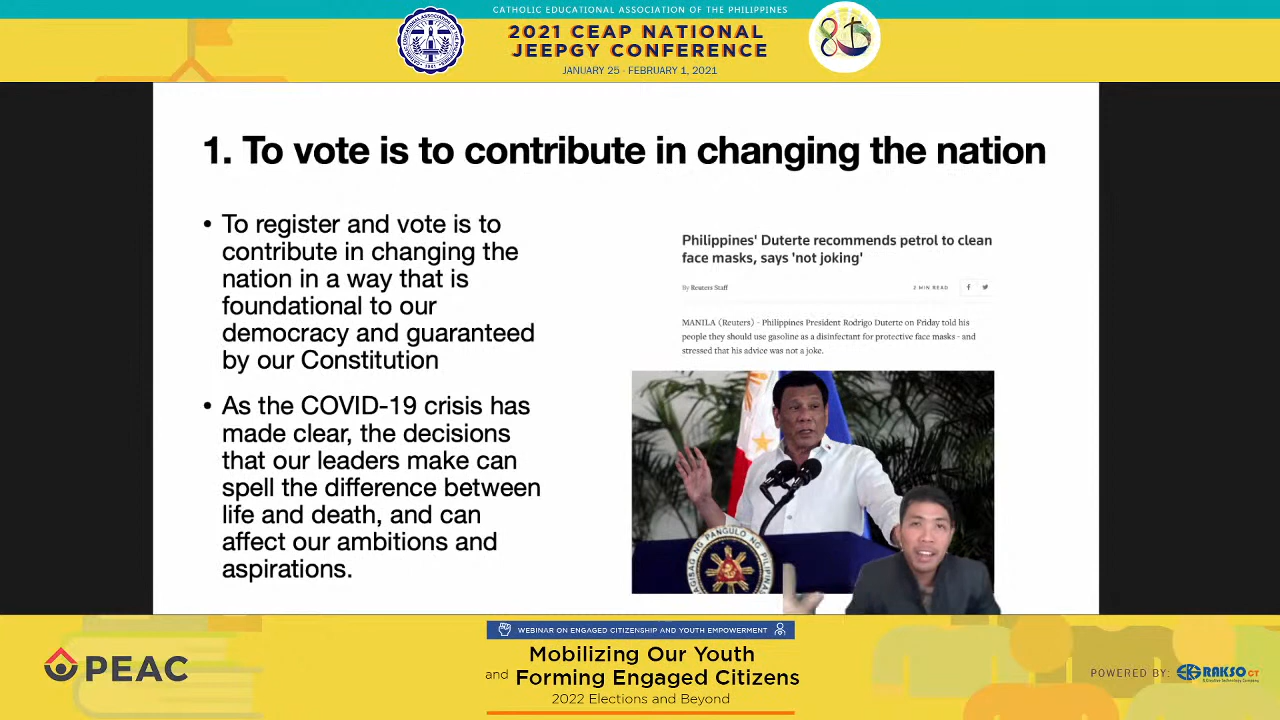 CATHOLIC EDUCATIONAL ASSOCIATION OF THE PHILIPPINES
2021 CEAP NATIONAL
JEEPGY CONFERENCE
JANUARY 25 - FEBRUARY 1, 2021
1. To vote is to contribute in changing the nation
• To register and vote is to
contribute in changing the
nation in a way that is
foundational to our
democracy and guaranteed
by our Constitution
• As the COVID-19 crisis has
made clear, the decisions
that our leaders make can
spell the difference between
life and death, and can
affect our ambitions and
aspirations.
Philippines' Duterte recommends petrol to clean
face masks, says 'not joking'
By Reuters Staff
2 MIN READ
MANILA (Reuters) - Philippines President Rodrigo Duterte on Friday told his
people they should use gasoline as a disinfectant for protective face masks - and
stressed that his advice was not a joke.
PEAC
WEBINAR ON ENGAGED CITIZENSHIP AND YOUTH EMPOWERMENT
Mobilizing Our Youth
and Forming Engaged Citizens
2022 Elections and Beyond
POWERED BY:
RAKSO CT